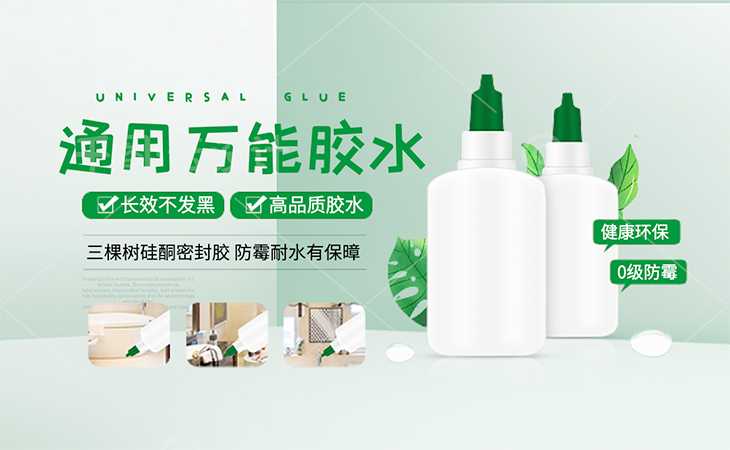 UNIVERSAL GLUE
通用万能胶水
长效不发黑
高品质胶水
三棵树硅酮密封胶 防霉耐水有保障
健康环保
0级防霉